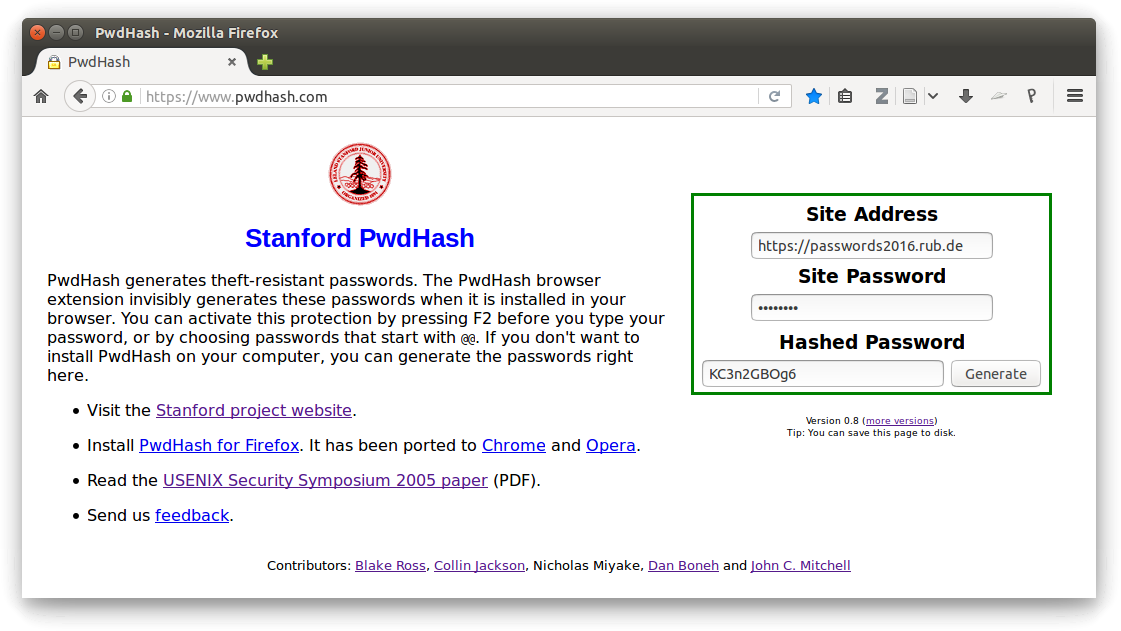 PwdHash - Mozilla Firefox
PwdHash
https://www.pwdhash.com
Stanford PwdHash
PwdHash generates theft-resistant passwords. The PwdHash browser
extension invisibly generates these passwords when it is installed in your
browser. You can activate this protection by pressing F2 before you type your
password, or by choosing passwords that start with @@. If you don't want to
install PwdHash on your computer, you can generate the passwords right
here.
• Visit the Stanford project website.
• Install PwdHash for Firefox. It has been ported to Chrome and Opera.
• Read the USENIX Security Symposium 2005 paper (PDF).
• Send us feedback.
Site Address
https://passwords2016.rub.de
Site Password
••••••••
Hashed Password
KC3n2GBOg6 Generate
Version 0.8 (more versions)
Tip: You can save this page to disk.
Contributors: Blake Ross, Collin Jackson, Nicholas Miyake, Dan Boneh and John C. Mitchell